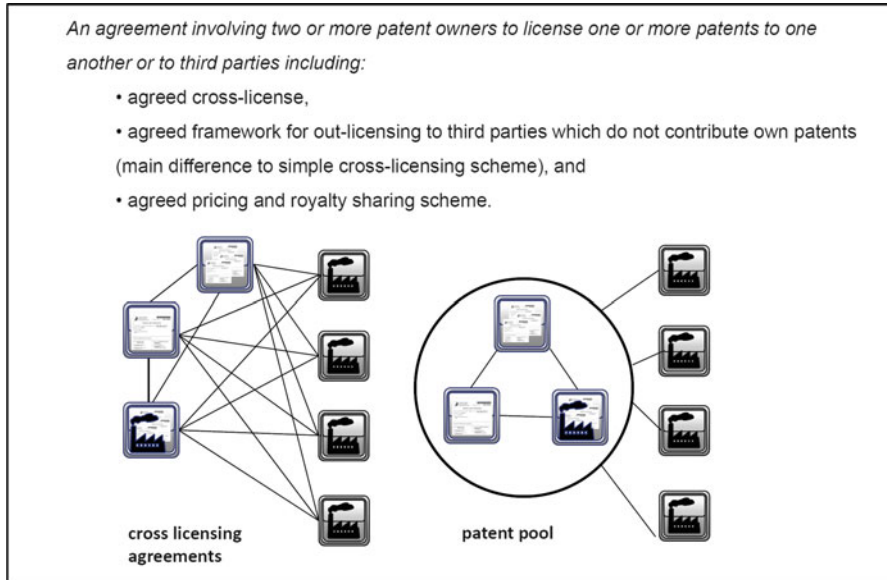 An agreement involving two or more patent owners to license one or more patents to one
another or to third parties including:
• agreed cross-license,
• agreed framework for out-licensing to third parties which do not contribute own patents
(main difference to simple cross-licensing scheme), and
• agreed pricing and royalty sharing scheme.
cross licensing
agreements
patent pool